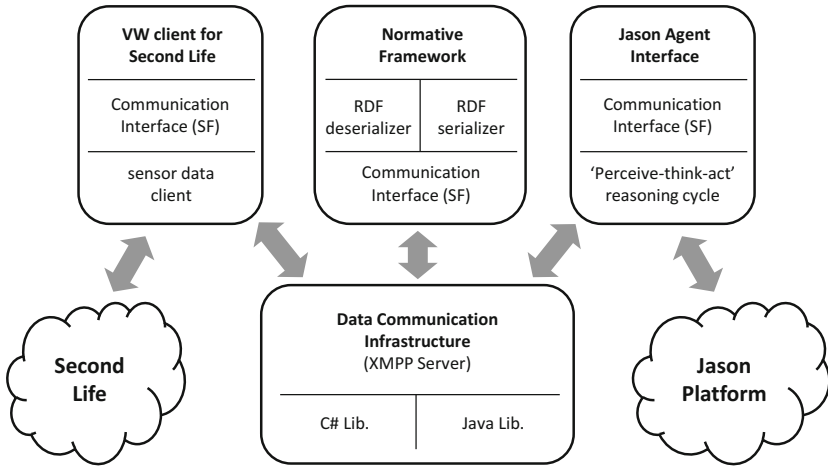 VW client for
Second Life
Communication
Interface (SF)
sensor data
client
Normative
Framework
RDF
deserializer
RDF
serializer
Communication
Interface (SF)
Jason Agent
Interface
Communication
Interface (SF)
‘Perceive-think-act’
reasoning cycle
Second
Life
Data Communication
Infrastructure
(XMPP Server)
C# Lib.
Java Lib.
Jason
Platform